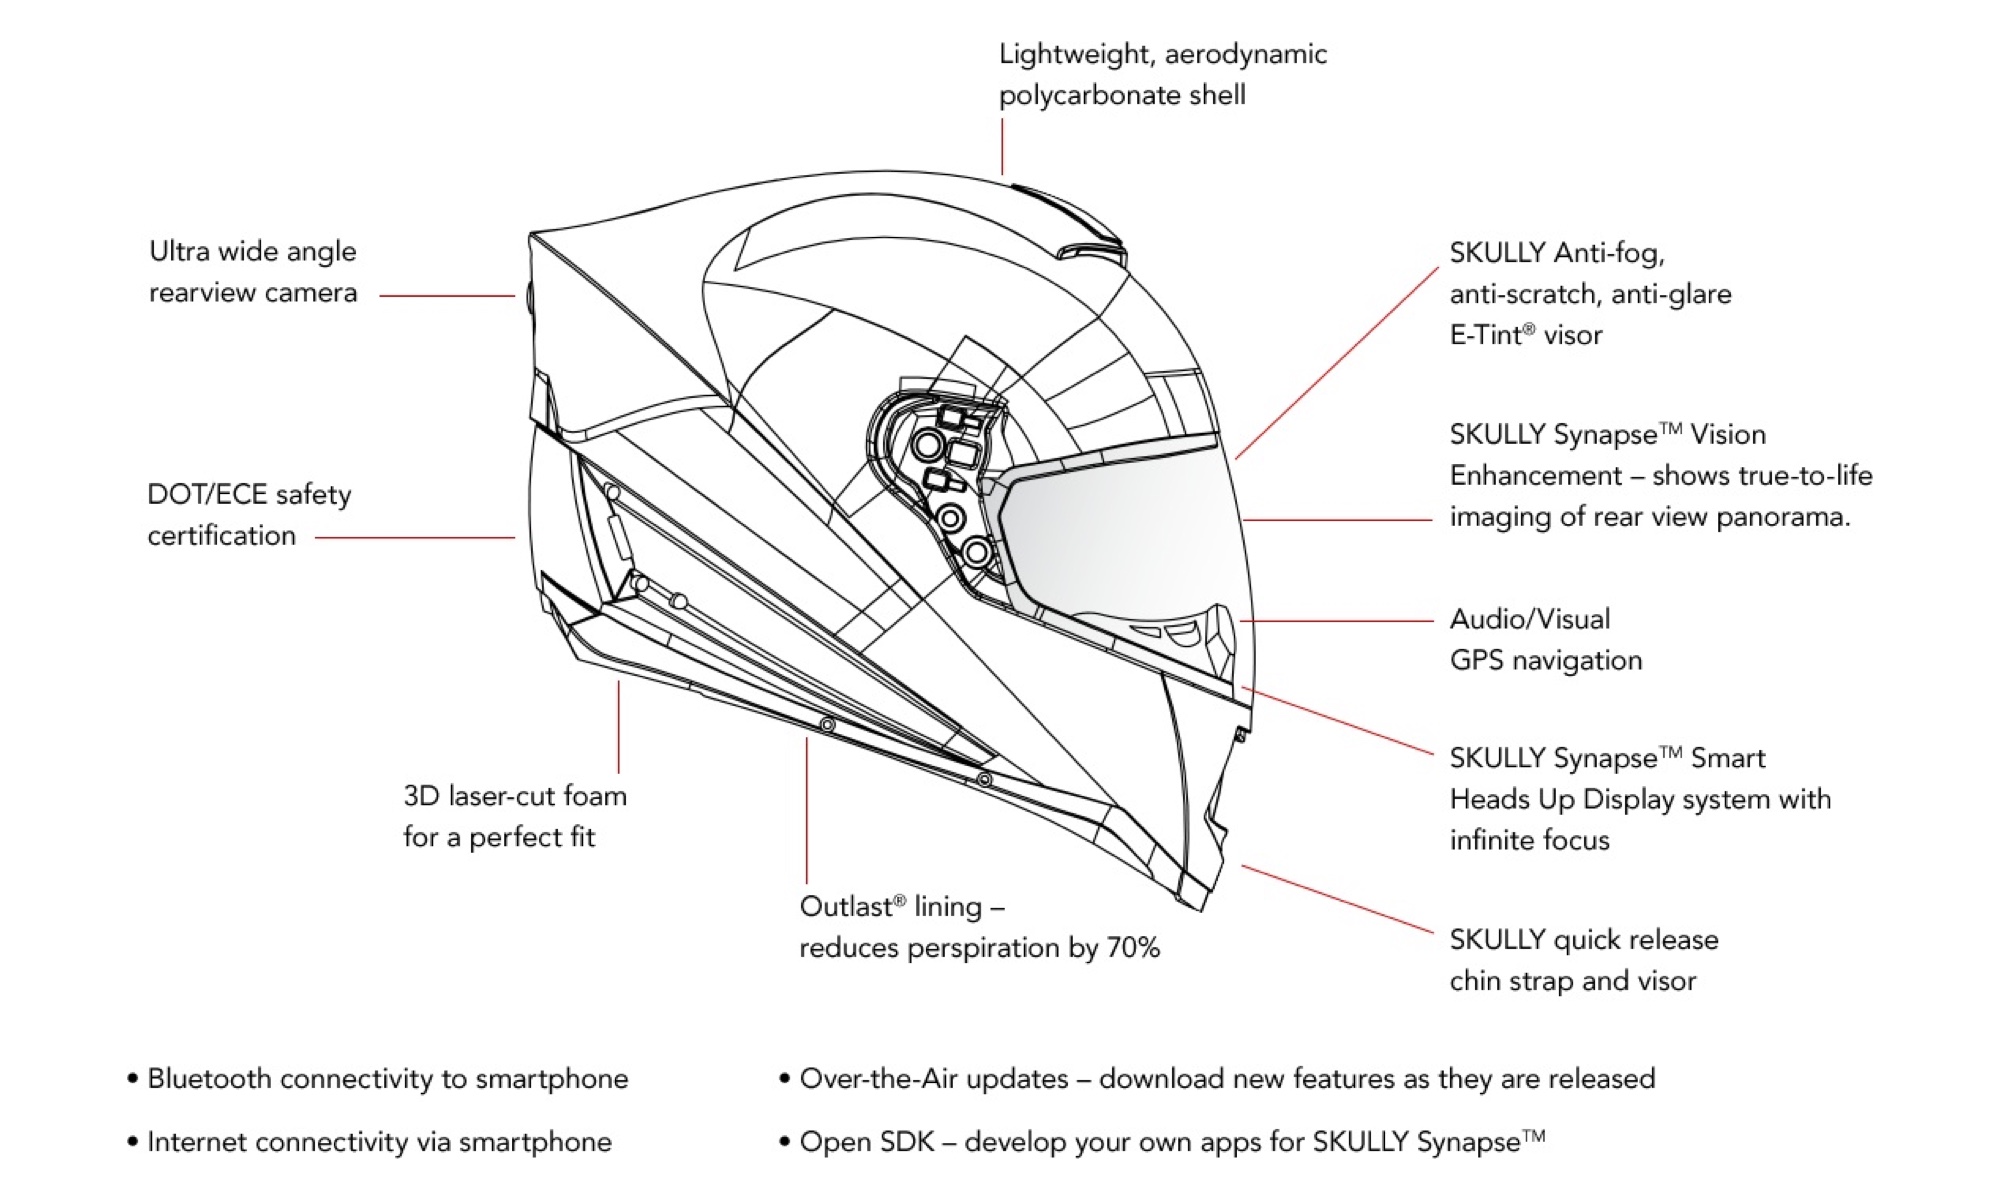 Lightweight, aerodynamic
polycarbonate shell
Ultra wide angle
rearview camera
DOT/ECE safety
certification
3D laser-cut foam
for a perfect fit
Outlast® lining –
reduces perspiration by 70%
SKULLY Anti-fog,
anti-scratch, anti-glare
E-Tint® visor
SKULLY Synapse™ Vision
Enhancement – shows true-to-life
imaging of rear view panorama.
Audio/Visual
GPS navigation
SKULLY Synapse™ Smart
Heads Up Display system with
infinite focus
SKULLY quick release
chin strap and visor
• Bluetooth connectivity to smartphone
• Internet connectivity via smartphone
• Over-the-Air updates – download new features as they are released
• Open SDK – develop your own apps for SKULLY Synapse™